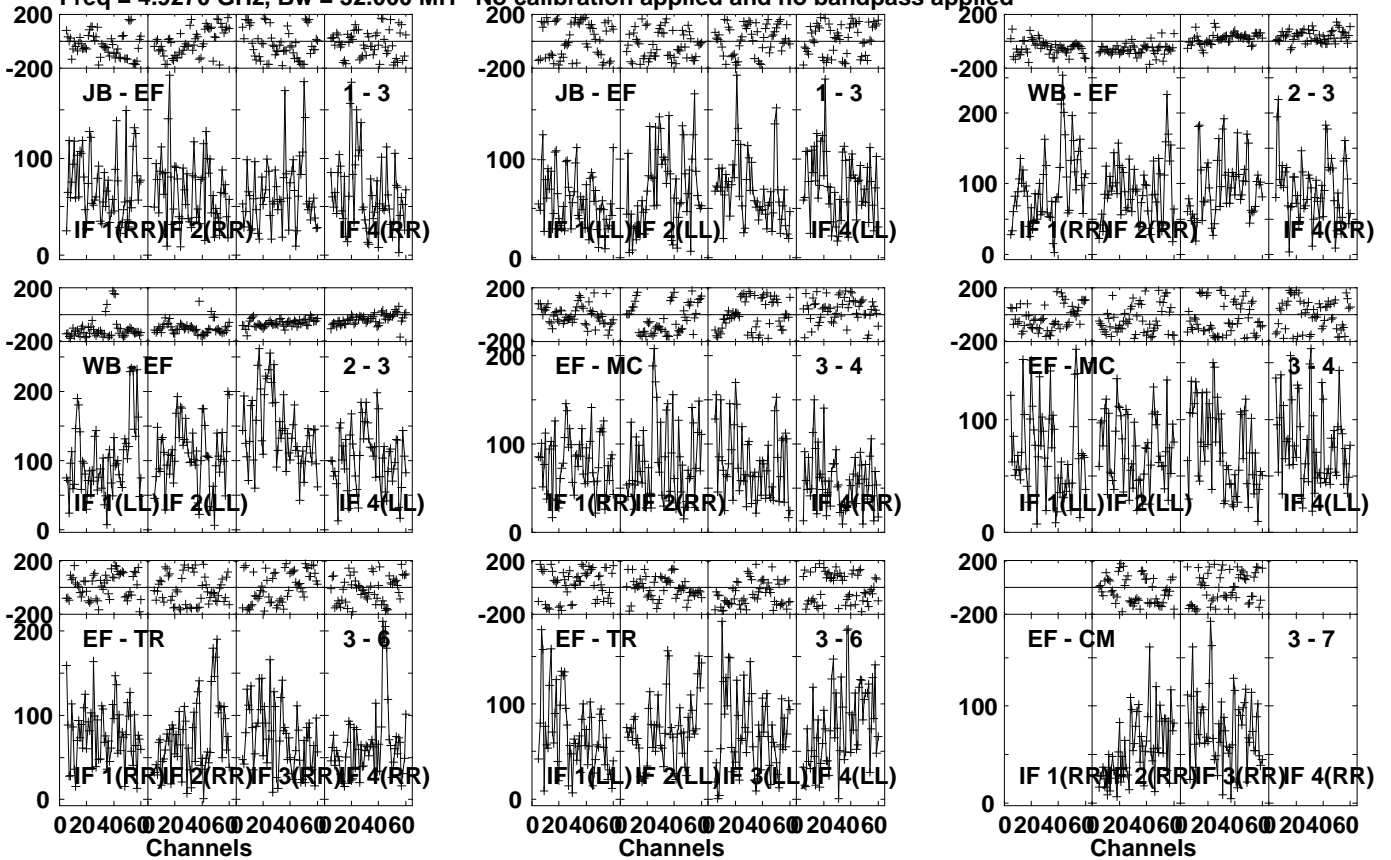 Freq = 4.9270 GHz, Bw = 32.000 MH No calibration applied and no bandpass applied
200
-200
JB - EF 1 - 3
100
IF 1(RR) IF 2(RR) IF 4(RR)
0
200
-200
JB - EF 1 - 3
100
IF 1(LL) IF 2(LL) IF 4(LL)
0
200
-200
WB - EF 2 - 3
200
100
IF 1(RR) IF 2(RR) IF 4(RR)
0
200
-200
WB - EF 2 - 3
200
100
IF 1(LL) IF 2(LL) IF 4(LL)
0
200
-200
200
EF - MC 3 - 4
100
IF 1(RR) IF 2(RR) IF 4(RR)
0
200
-200
EF - MC 3 - 4
100
IF 1(LL) IF 2(LL) IF 4(LL)
0
200
-200
200
EF - TR 3 - 6
100
IF 1(RR) IF 2(RR) IF 3(RR) IF 4(RR)
0
0 20 40 60 0 20 40 60 0 20 40 60 0 20 40 60
Channels
200
-200
EF - TR 3 - 6
100
IF 1(LL) IF 2(LL) IF 3(LL) IF 4(LL)
0
0 20 40 60 0 20 40 60 0 20 40 60 0 20 40 60
Channels
200
-200
EF - CM 3 - 7
100
IF 1(RR) IF 2(RR) IF 3(RR) IF 4(RR)
0
0 20 40 60 0 20 40 60 0 20 40 60 0 20 40 60
Channels